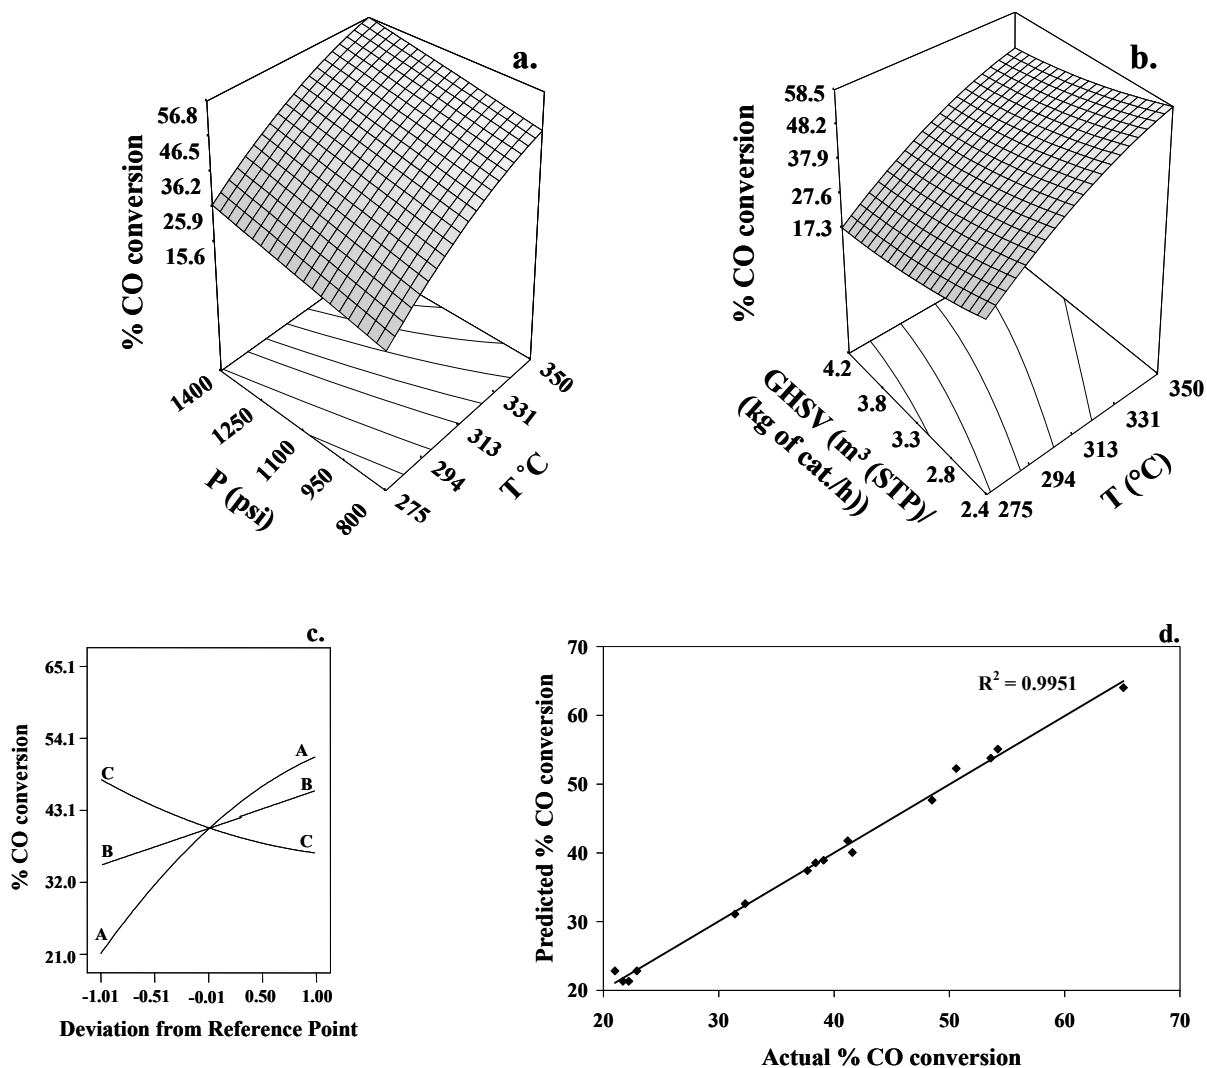 a.
% CO conversion
56.8
46.5
36.2
25.9
15.6
1400
1250
1100
950
800
P (psi)
275
294
313
331
350
T ˚C
b.
% CO conversion
58.5
48.2
37.9
27.6
17.3
4.2
3.8
3.3
2.8
2.4
GHSV (m³ (STP)/
(kg of cat./h))
275
294
313
331
350
T (°C)
c.
% CO conversion
65.1
54.1
43.1
32.0
21.0
C
B
A
A
B
C
-1.01 -0.51 -0.01 0.50 1.00
Deviation from Reference Point
d.
Predicted % CO conversion
70
60
50
40
30
20
R² = 0.9951
20 30 40 50 60 70
Actual % CO conversion